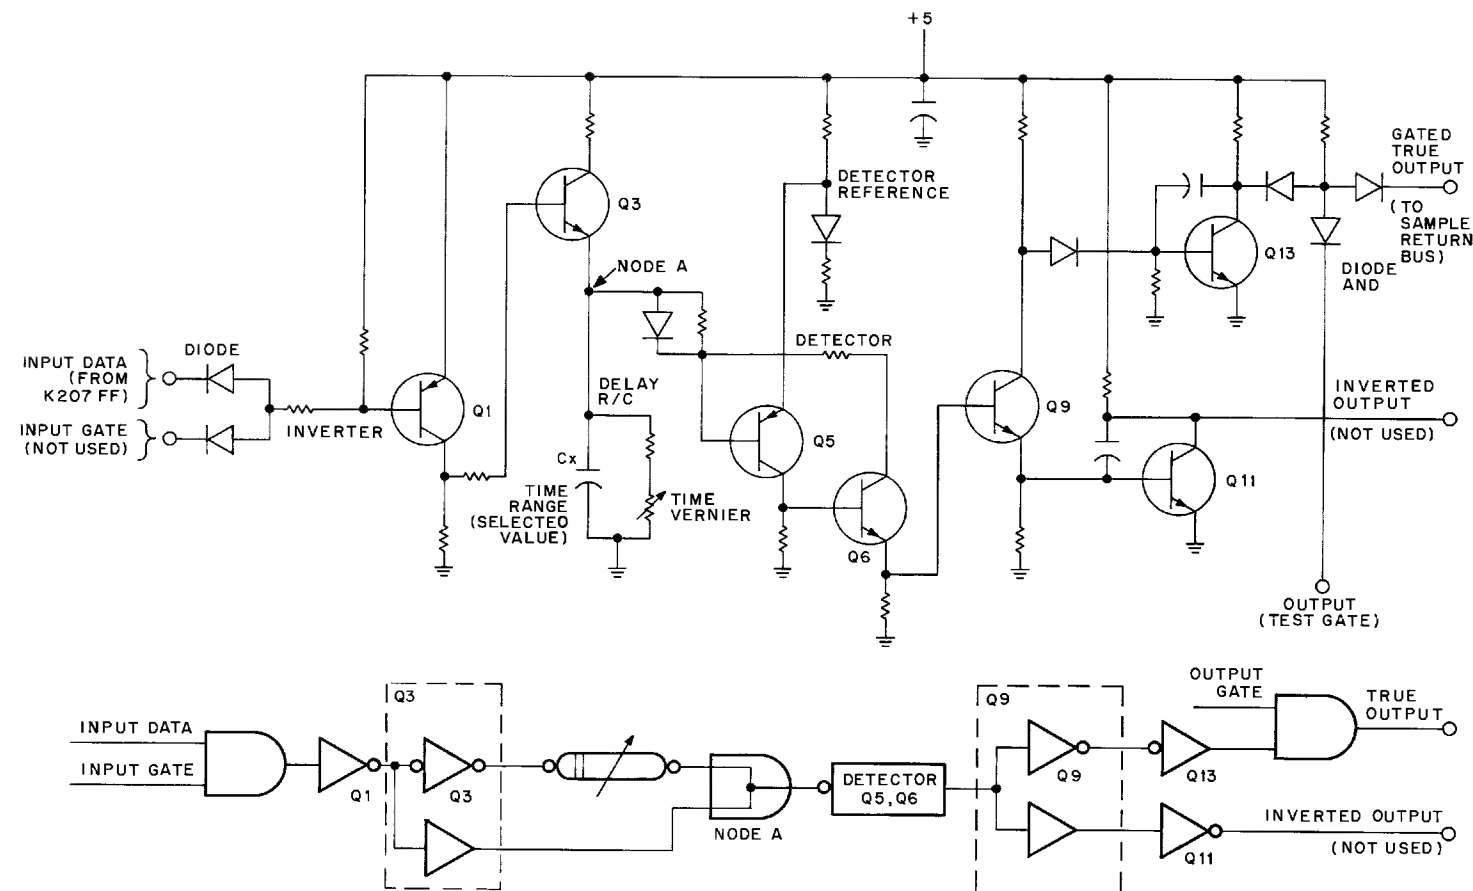 +5
GATED
TRUE
OUTPUT
(TO
SAMPLE
RETURN
BUS)
Q3
DETECTOR
REFERENCE
Q13
NODE A
DIODE
AND
INPUT DATA
(FROM
K207 FF)
DIODE
DETECTOR
DELAY
R/C
Q1
Q9
INVERTED
OUTPUT
(NOT USED)
INPUT GATE
(NOT USED)
INVERTER
Q5
Cx
TIME
RANGE
(SELECTED
VALUE)
TIME
VERNIER
Q11
Q6
OUTPUT
(TEST GATE)
Q3
Q9
OUTPUT
GATE
TRUE
OUTPUT
INPUT DATA
INPUT GATE
Q1
Q3
NODE A
DETECTOR
Q5, Q6
Q9
Q13
INVERTED OUTPUT
(NOT USED)
Q11